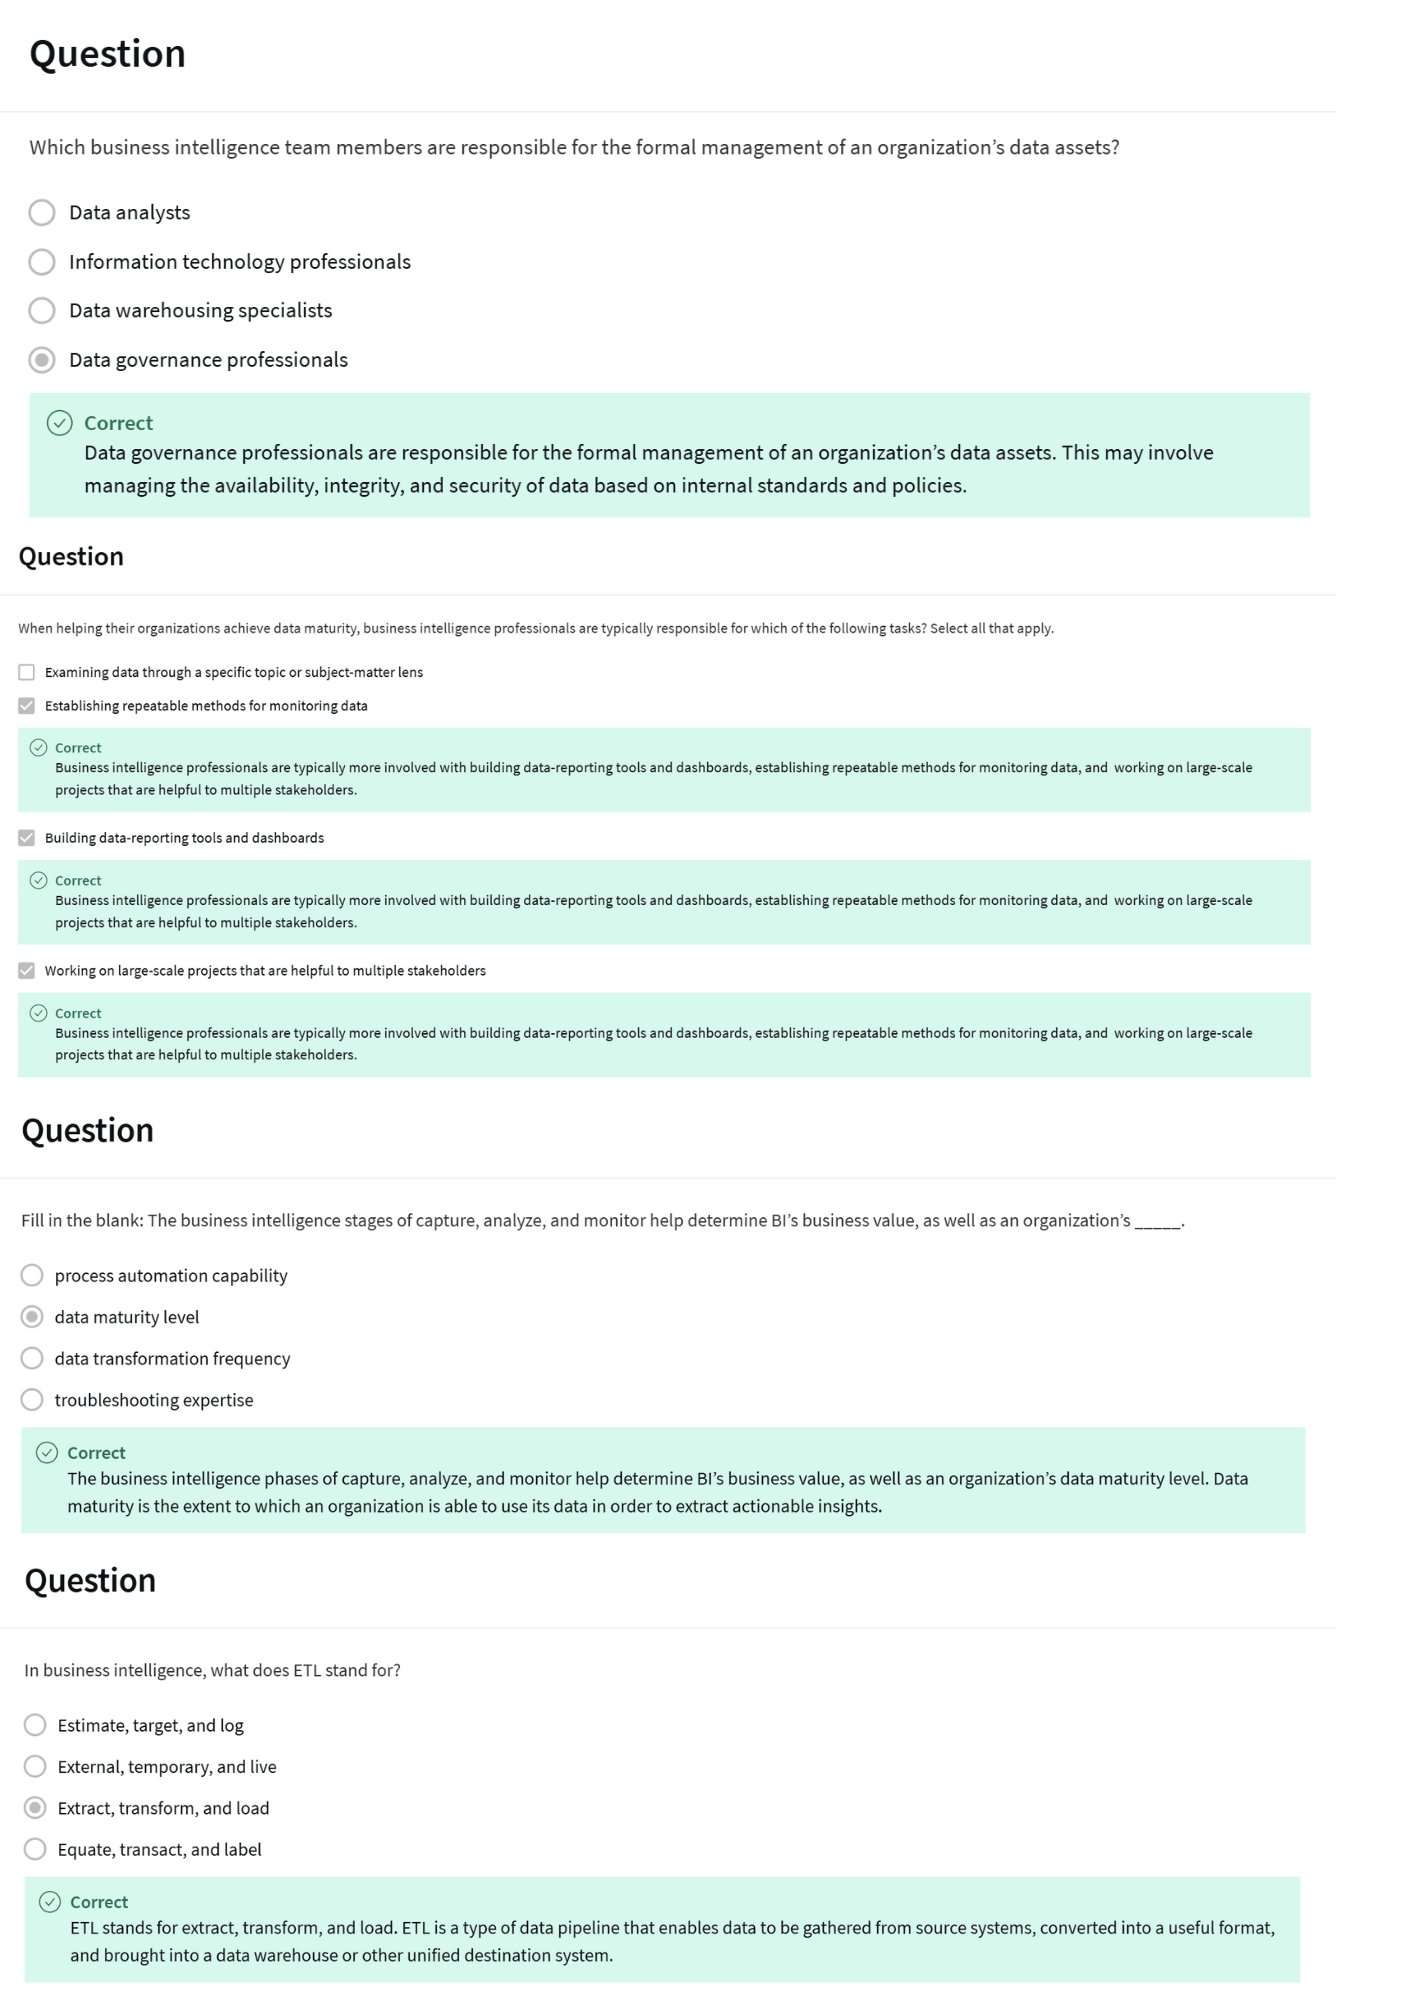 Question
Which business intelligence team members are responsible for the formal management of an organization’s data assets?
Data analysts
Information technology professionals
Data warehousing specialists
Data governance professionals
Correct
Data governance professionals are responsible for the formal management of an organization’s data assets. This may involve
managing the availability, integrity, and security of data based on internal standards and policies.
Question
When helping their organizations achieve data maturity, business intelligence professionals are typically responsible for which of the following tasks? Select all that apply.
Examining data through a specific topic or subject-matter lens
Establishing repeatable methods for monitoring data
Correct
Business intelligence professionals are typically more involved with building data-reporting tools and dashboards, establishing repeatable methods for monitoring data, and working on large-scale
projects that are helpful to multiple stakeholders.
Building data-reporting tools and dashboards
Correct
Business intelligence professionals are typically more involved with building data-reporting tools and dashboards, establishing repeatable methods for monitoring data, and working on large-scale
projects that are helpful to multiple stakeholders.
Working on large-scale projects that are helpful to multiple stakeholders
Correct
Business intelligence professionals are typically more involved with building data-reporting tools and dashboards, establishing repeatable methods for monitoring data, and working on large-scale
projects that are helpful to multiple stakeholders.
Question
Fill in the blank: The business intelligence stages of capture, analyze, and monitor help determine BI’s business value, as well as an organization’s _____.
process automation capability
data maturity level
data transformation frequency
troubleshooting expertise
Correct
The business intelligence phases of capture, analyze, and monitor help determine BI’s business value, as well as an organization’s data maturity level. Data
maturity is the extent to which an organization is able to use its data in order to extract actionable insights.
Question
In business intelligence, what does ETL stand for?
Estimate, target, and log
External, temporary, and live
Extract, transform, and load
Equate, transact, and label
Correct
ETL stands for extract, transform, and load. ETL is a type of data pipeline that enables data to be gathered from source systems, converted into a useful format,
and brought into a data warehouse or other unified destination system.